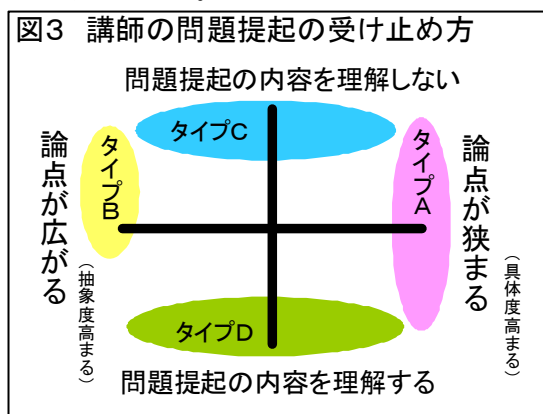 図3 講師の問題提起の受け止め方
問題提起の内容を理解しない
タイプC
タイプB
タイプA
論点が広がる
（抽象度高まる）
論点が狭まる
（具体度高まる）
タイプD
問題提起の内容を理解する